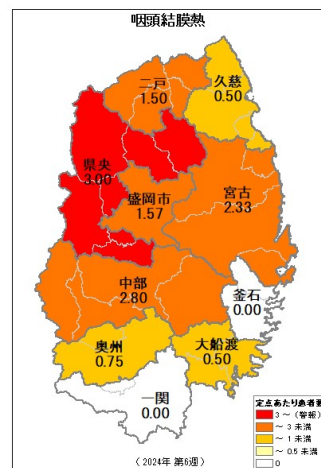 咽頭結膜熱
二戸
1.50
久慈
0.50
県央
3.00
盛岡市
1.57
宮古
2.33
中部
2.80
釜石
0.00
奥州
0.75
大船渡
0.50
一関
0.00
定点あたり患者
3 ～ (警報)
～ 3 未満
～ 1 未満
～ 0.5 未満
0
( 2024年 第6週 )